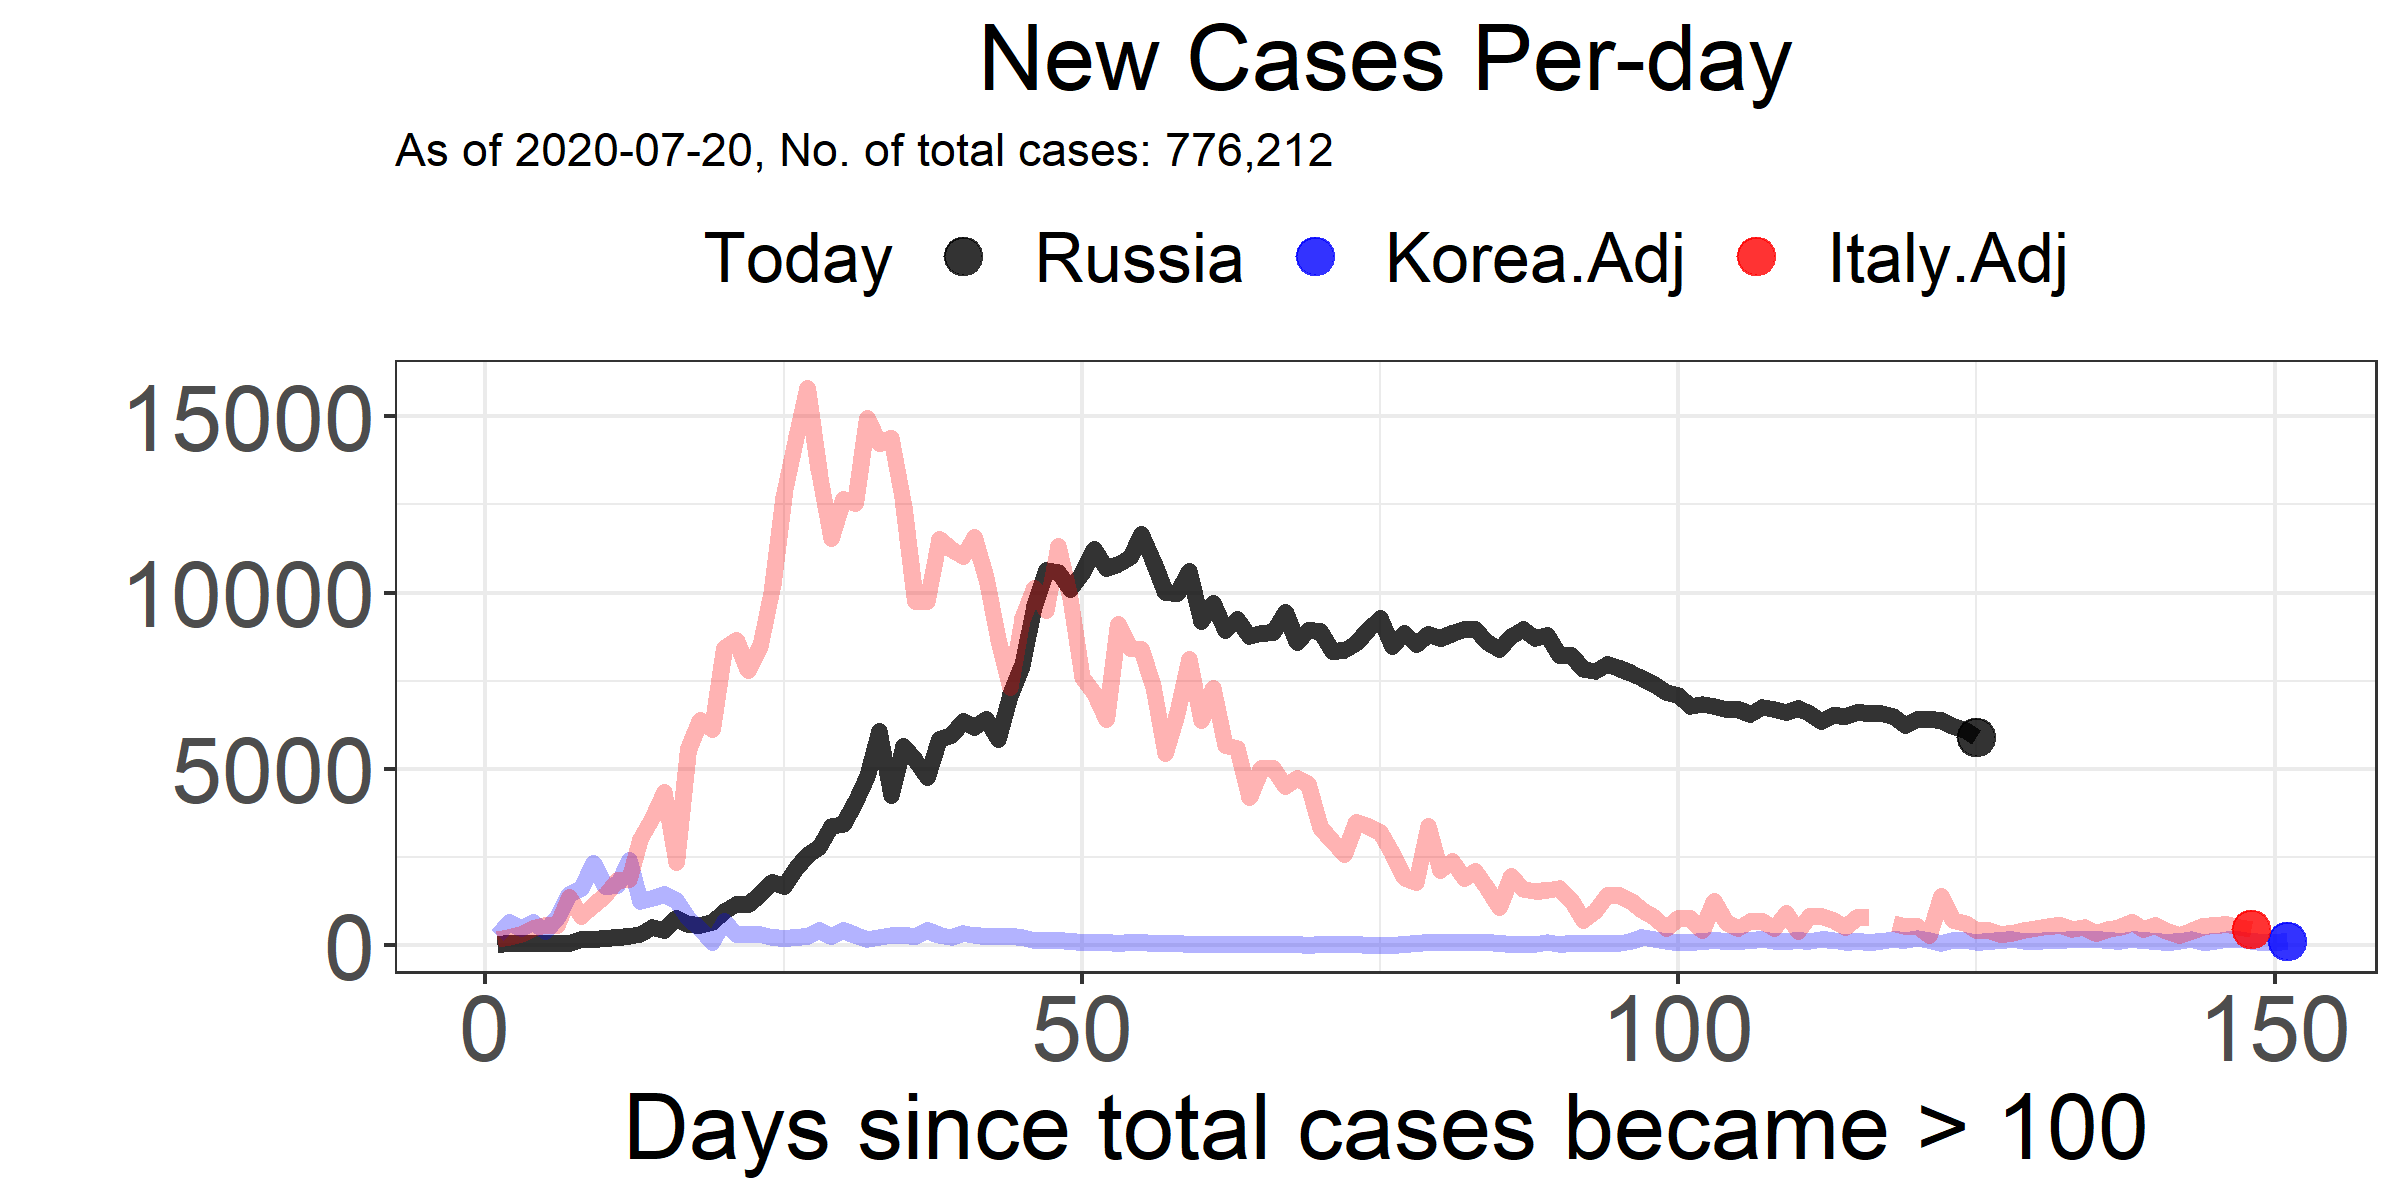 New Cases Per-day
As of 2020-07-20, No. of total cases: 776,212
Today Russia Korea.Adj Italy.Adj
15000
10000
5000
0
0 50 100 150
Days since total cases became > 100